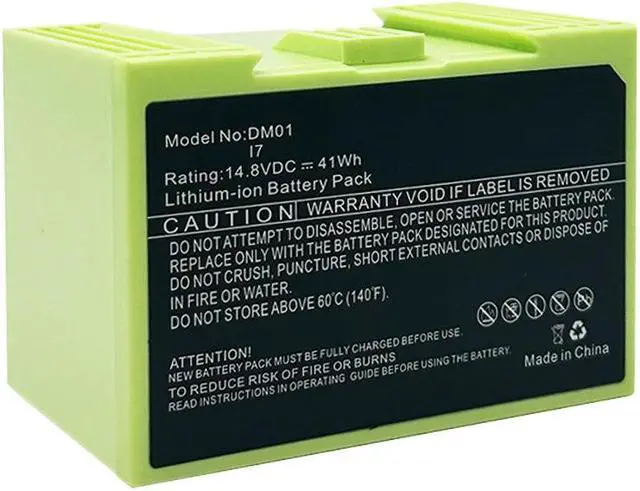 Model No:DM01
I7
Rating:14.8VDC ⎓ 41Wh
Lithium-ion Battery Pack
CAUTION WARRANTY VOID IF LABEL IS REMOVED
DO NOT ATTEMPT TO DISASSEMBLE, OPEN OR SERVICE THE BATTERY PACK.
REPLACE ONLY WITH THE BATTERY PACK DESIGNATED FOR THIS PRODUCT.
DO NOT CRUSH, PUNCTURE, SHORT EXTERNAL CONTACTS OR DISPOSE OF
IN FIRE OR WATER.
DO NOT STORE ABOVE 60°C (140°F).
ATTENTION!
NEW BATTERY PACK MUST BE FULLY CHARGED BEFORE USE
TO REDUCE RISK OF FIRE OR BURNS
READ INSTRUCTIONS IN OPERATING GUIDE BEFORE USING THE BATTERY.
Pb
Made in China